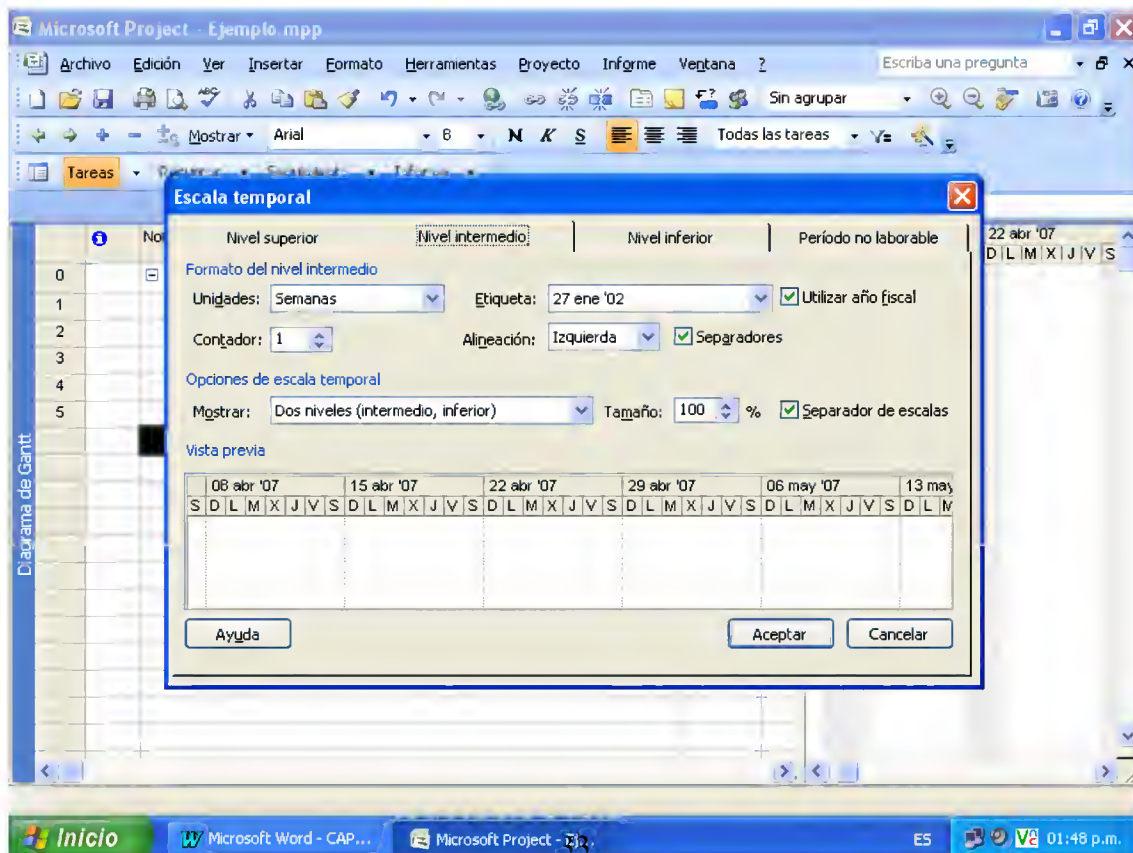 Microsoft Project - Ejemplo.mpp
Archivo Edición Ver Insertar Formato Herramientas Proyecto Informe Ventana ? Escriba una pregunta
Sin agrupar
Mostrar Arial 8 N K S Todas las tareas
Tareas
Escala temporal
Nivel superior Nivel intermedio Nivel inferior Período no laborable
22 abr '07
D L M X J V S
Formato del nivel intermedio
Unidades: Semanas Etiqueta: 27 ene '02 Utilizar año fiscal
Contador: 1 Alineación: Izquierda Separadores
Opciones de escala temporal
Mostrar: Dos niveles (intermedio, inferior) Tamaño: 100 % Separador de escalas
Vista previa
08 abr '07 15 abr '07 22 abr '07 29 abr '07 06 may '07 13 may
S D L M X J V S D L M X J V S D L M X J V S D L M X J V S D L M X J V S D L M
Ayuda Aceptar Cancelar
0
1
2
3
4
5
Diagrama de Gantt
Inicio Microsoft Word - CAP... Microsoft Project - ES 01:48 p.m.